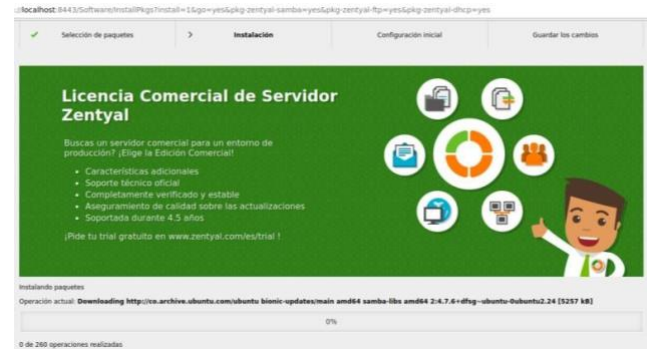 localhost:8443/Software/InstallPkgs?install=1&go=yes&pkg-zentyal-samba=yes&pkg-zentyal-ftp=yes&pkg-zentyal-dhcp=yes
Selección de paquetes
Instalación
Configuración inicial
Guardar los cambios
Licencia Comercial de Servidor
Zentyal
Buscas un servidor comercial para un entorno de
producción? ¡Elige la Edición Comercial!
• Características adicionales
• Soporte técnico oficial
• Completamente verificado y estable
• Aseguramiento de calidad sobre las actualizaciones
• Soportada durante 4.5 años
¡Pide tu trial gratuito en www.zentyal.com/es/trial !
Instalando paquetes
Operación actual: Downloading http://co.archive.ubuntu.com/ubuntu bionic-updates/main amd64 samba-libs amd64 2:4.7.6+dfsg~ubuntu-0ubuntu2.24 [5257 kB]
0%
0 de 260 operaciones realizadas